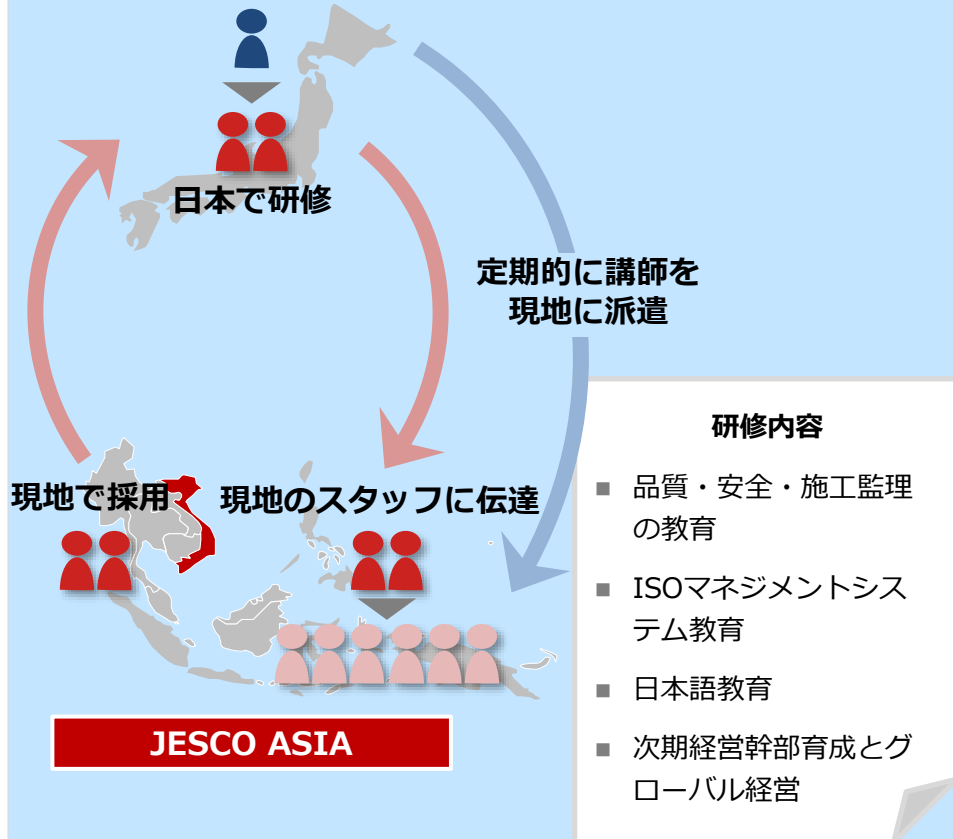 日本で研修
定期的に講師を
現地に派遣
現地で採用
現地のスタッフに伝達
JESCO ASIA
研修内容
■ 品質・安全・施工監理
の教育
■ ISOマネジメントシス
テム教育
■ 日本語教育
■ 次期経営幹部育成とグ
ローバル経営